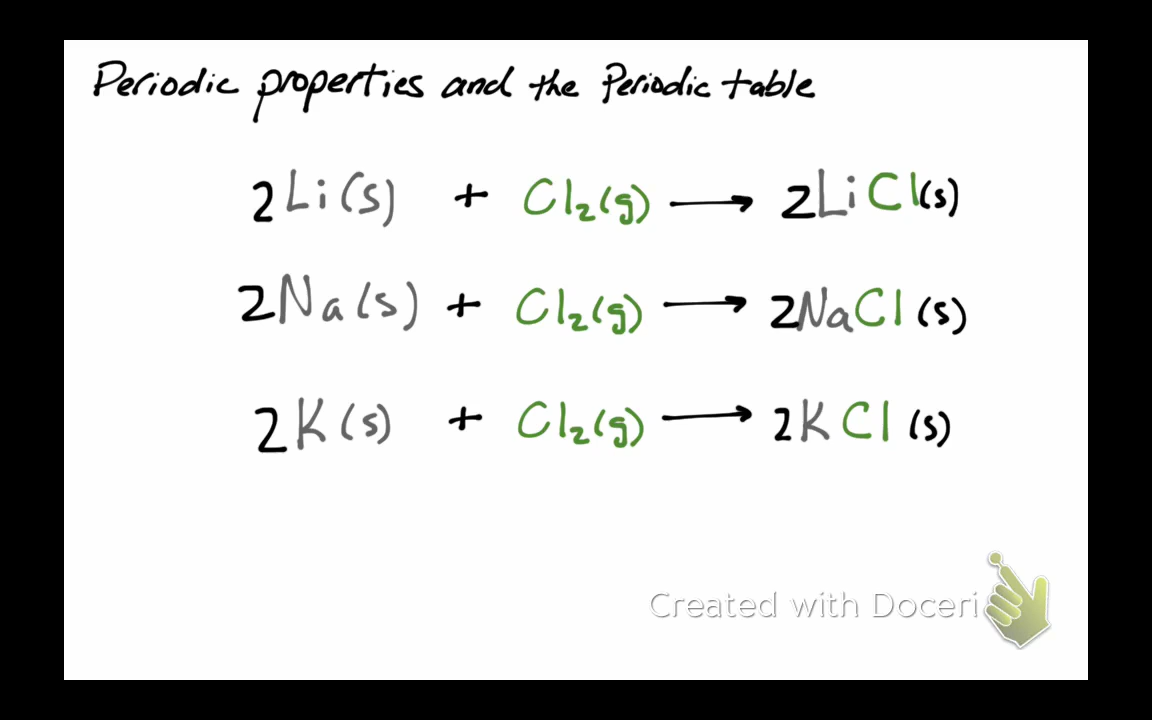 Periodic properties and the Periodic table
2Li(s) + Cl₂(g) ⟶ 2LiCl(s)
2Na(s) + Cl₂(g) ⟶ 2NaCl(s)
2K(s) + Cl₂(g) ⟶ 2KCl(s)
Created with Doceri